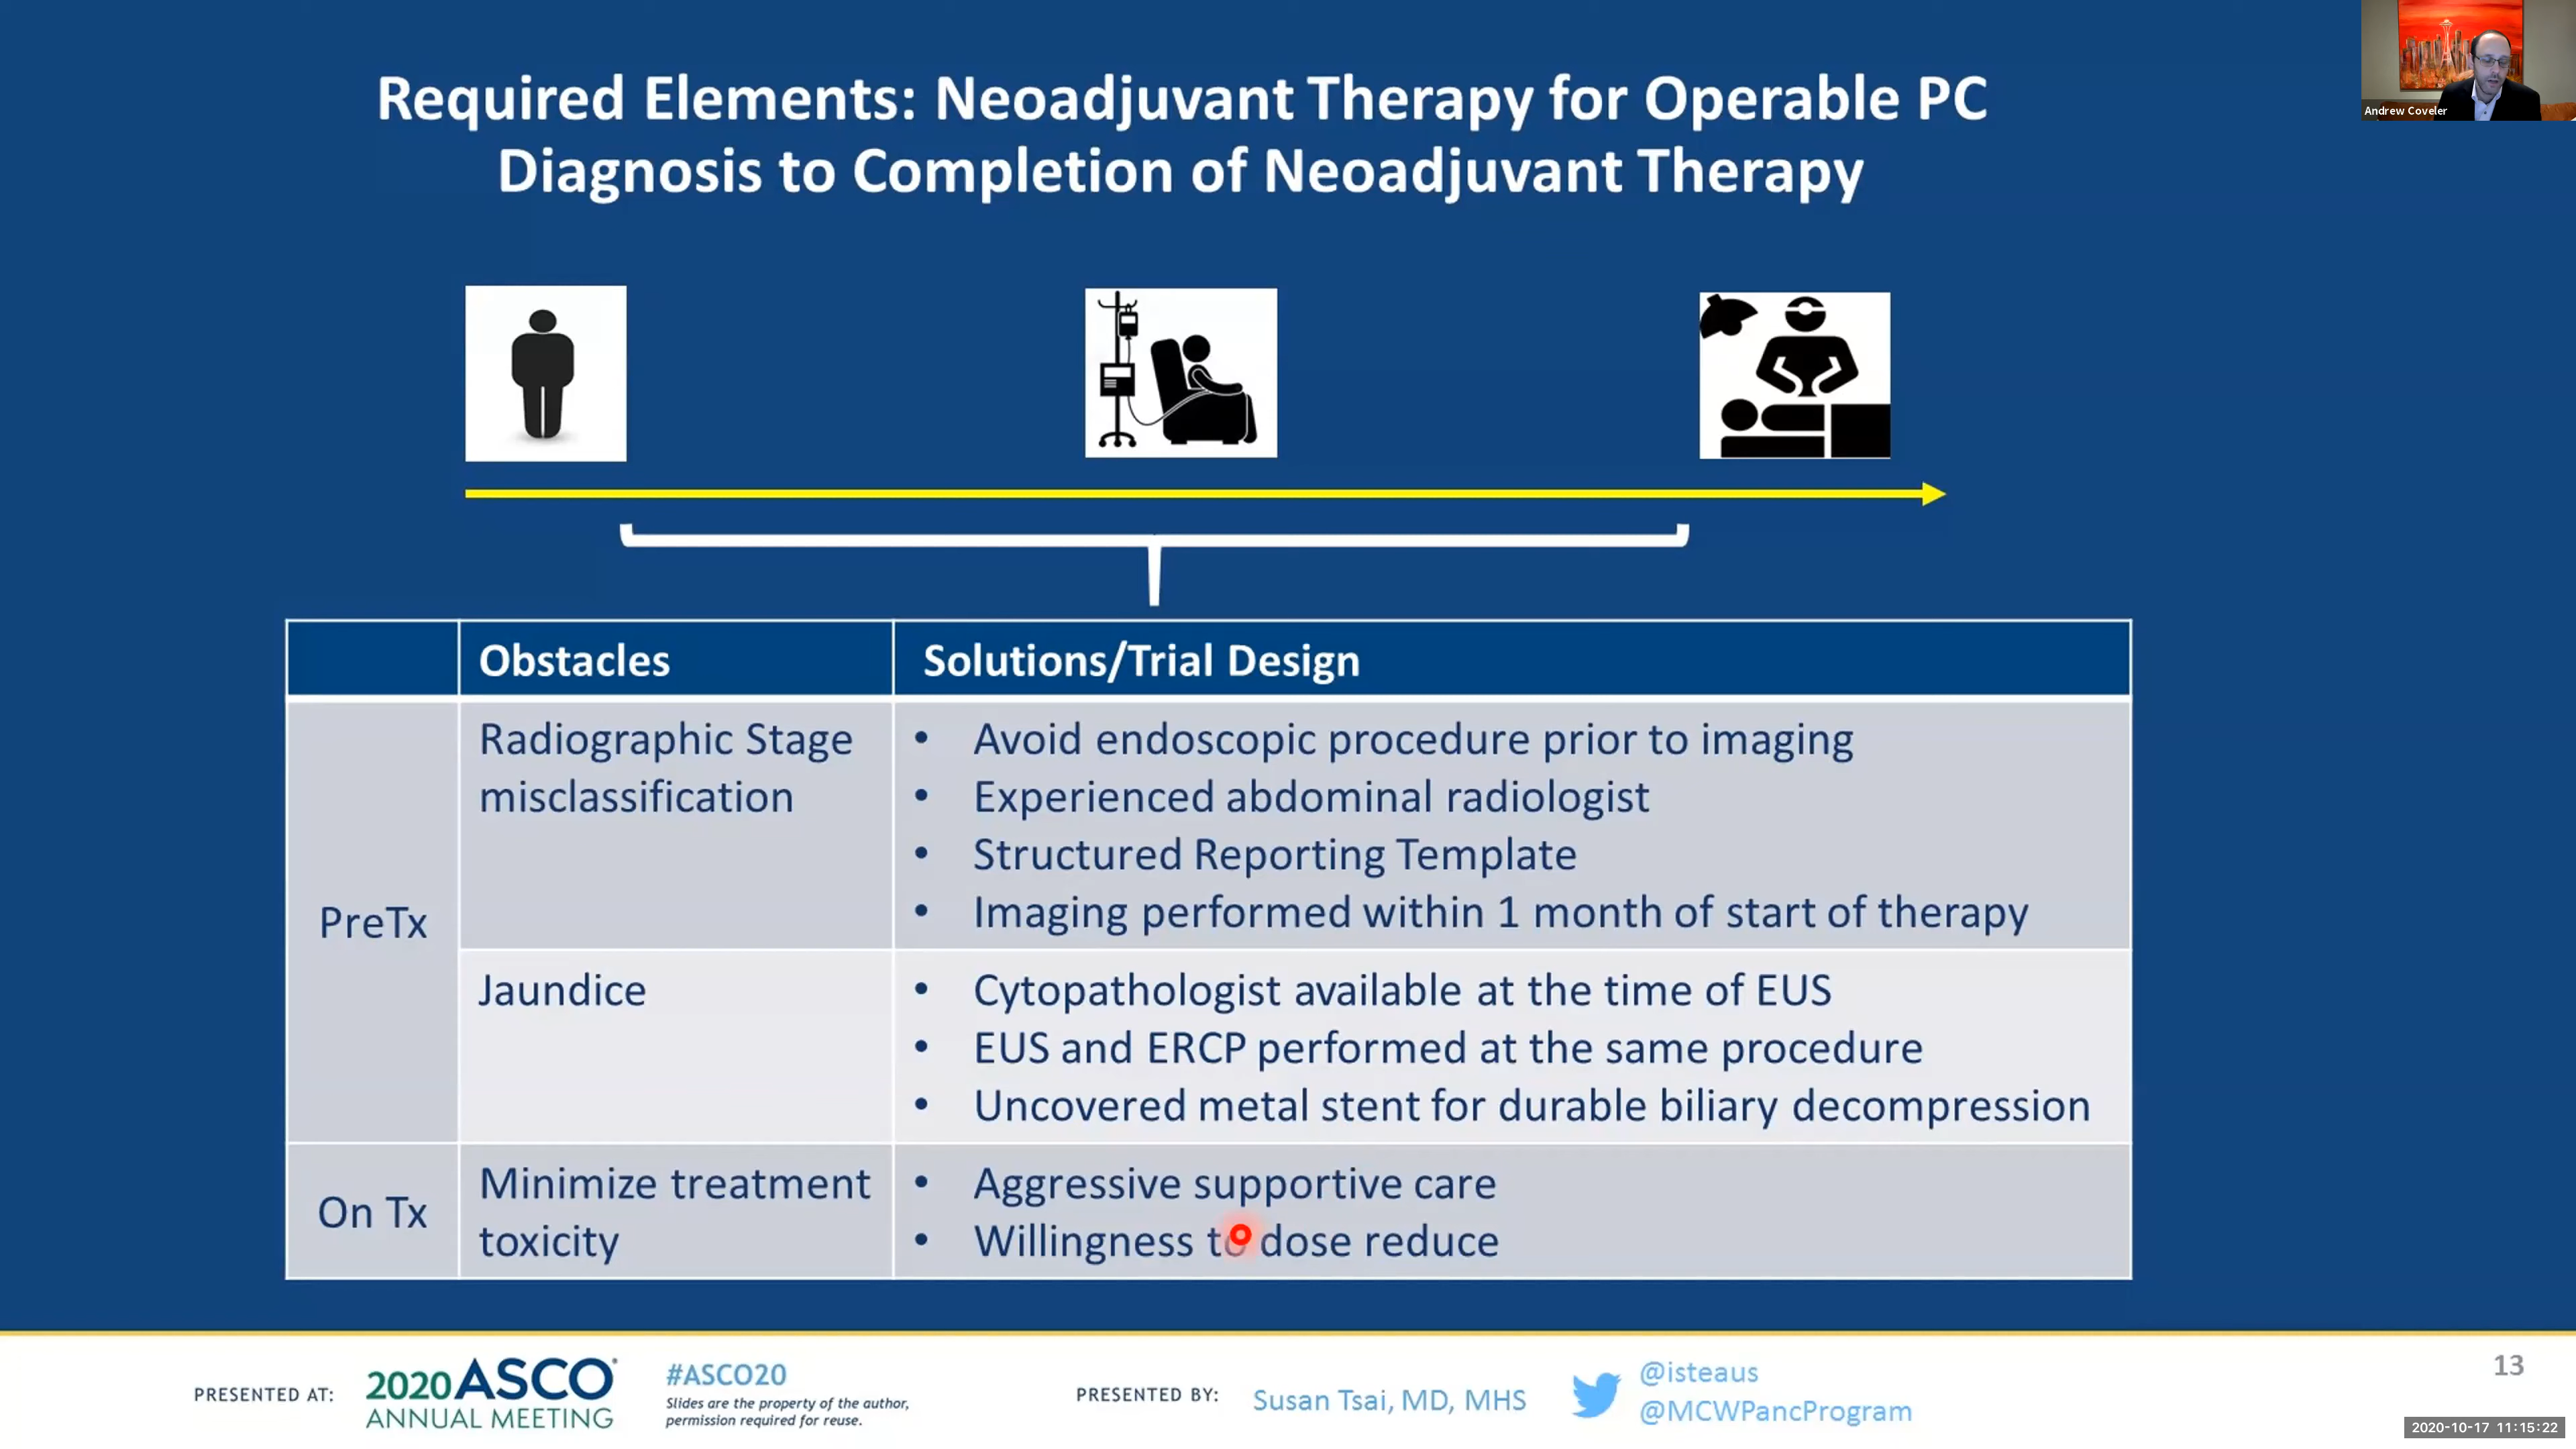 Required Elements: Neoadjuvant Therapy for Operable PC
Diagnosis to Completion of Neoadjuvant Therapy
Andrew Coveler
Obstacles
Solutions/Trial Design
PreTx
Radiographic Stage
misclassification
• Avoid endoscopic procedure prior to imaging
• Experienced abdominal radiologist
• Structured Reporting Template
• Imaging performed within 1 month of start of therapy
Jaundice
• Cytopathologist available at the time of EUS
• EUS and ERCP performed at the same procedure
• Uncovered metal stent for durable biliary decompression
On Tx
Minimize treatment
toxicity
• Aggressive supportive care
• Willingness to dose reduce
PRESENTED AT:
2020 ASCO®
ANNUAL MEETING
#ASCO20
Slides are the property of the author,
permission required for reuse.
PRESENTED BY:
Susan Tsai, MD, MHS
@isteaus
@MCWPancProgram
13
2020-10-17 11:15:22